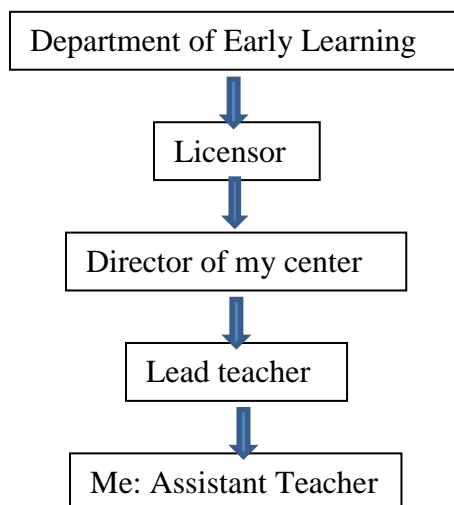 Department of Early Learning
Licensor
Director of my center
Lead teacher
Me: Assistant Teacher